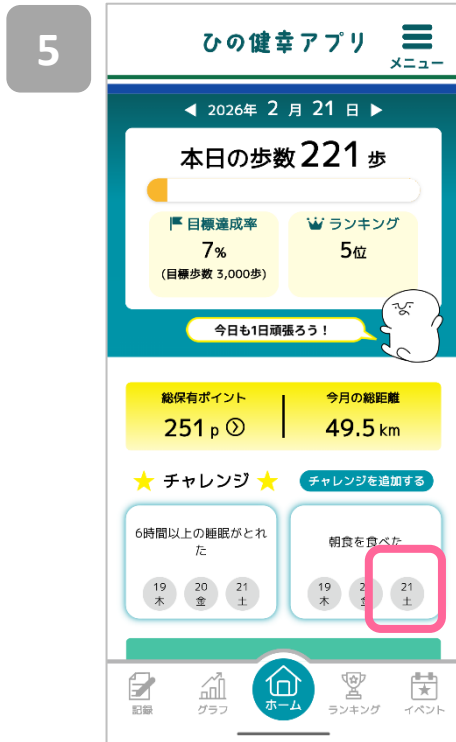 5
ひの健幸アプリ
メニュー
◀ 2026年 2 月 21 日 ▶
本日の歩数 221 歩
目標達成率
7%
(目標歩数 3,000歩)
ランキング
5位
今日も1日頑張ろう！
総保有ポイント
251 p
今月の総距離
49.5 km
チャレンジ
チャレンジを追加する
6時間以上の睡眠がとれ
た
19 20 21
木 金 土
朝食を食べた
19 2 21
木 金 土
記録
グラフ
ホーム
ランキング
イベント